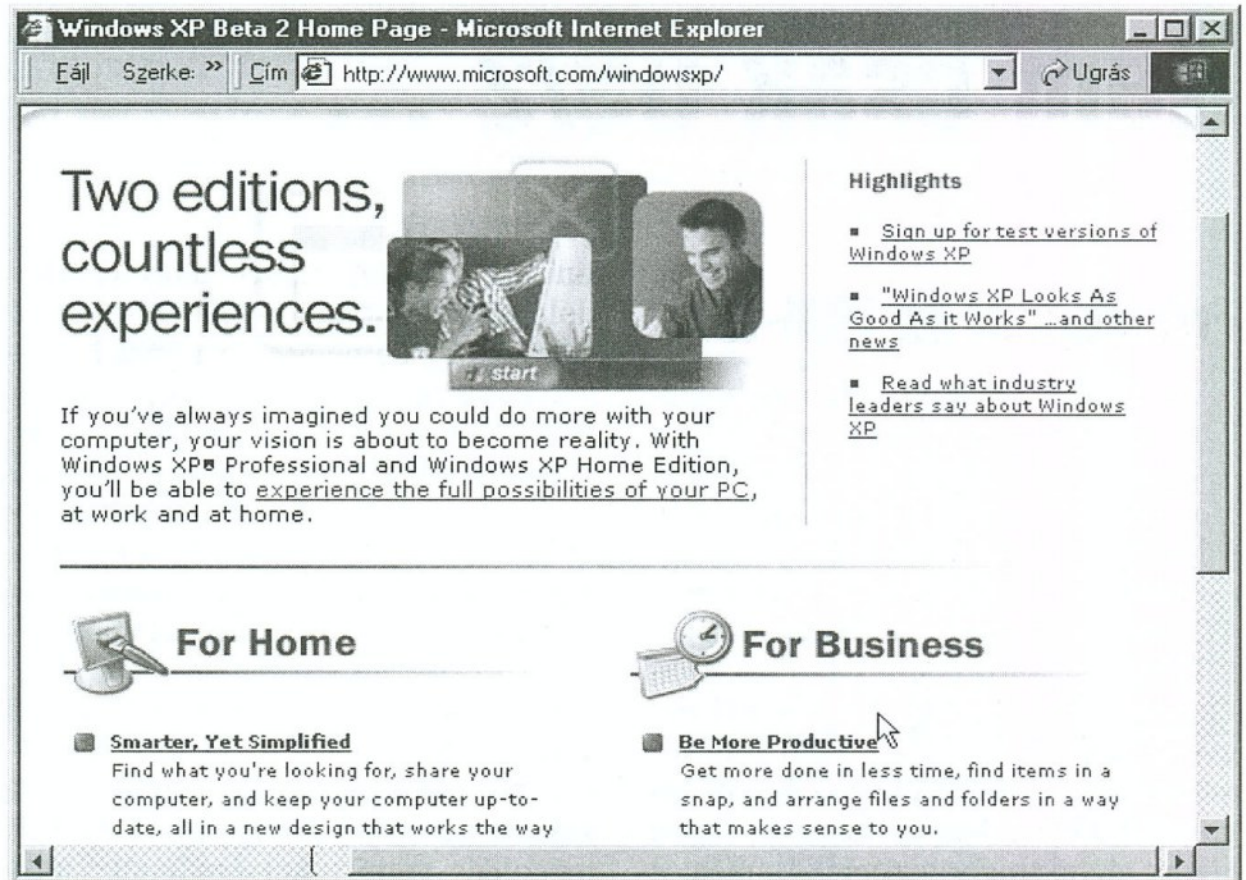 Windows XP Beta 2 Home Page - Microsoft Internet Explorer
Fájl Szerke: » Cím http://www.microsoft.com/windowsxp/ Ugrás
Two editions,
countless
experiences.
start
If you've always imagined you could do more with your
computer, your vision is about to become reality. With
Windows XP® Professional and Windows XP Home Edition,
you'll be able to experience the full possibilities of your PC,
at work and at home.
Highlights
Sign up for test versions of
Windows XP
"Windows XP Looks As
Good As it Works" ...and other
news
Read what industry
leaders say about Windows
XP
For Home
Smarter, Yet Simplified
Find what you're looking for, share your
computer, and keep your computer up-to-
date, all in a new design that works the way
For Business
Be More Productive
Get more done in less time, find items in a
snap, and arrange files and folders in a way
that makes sense to you.